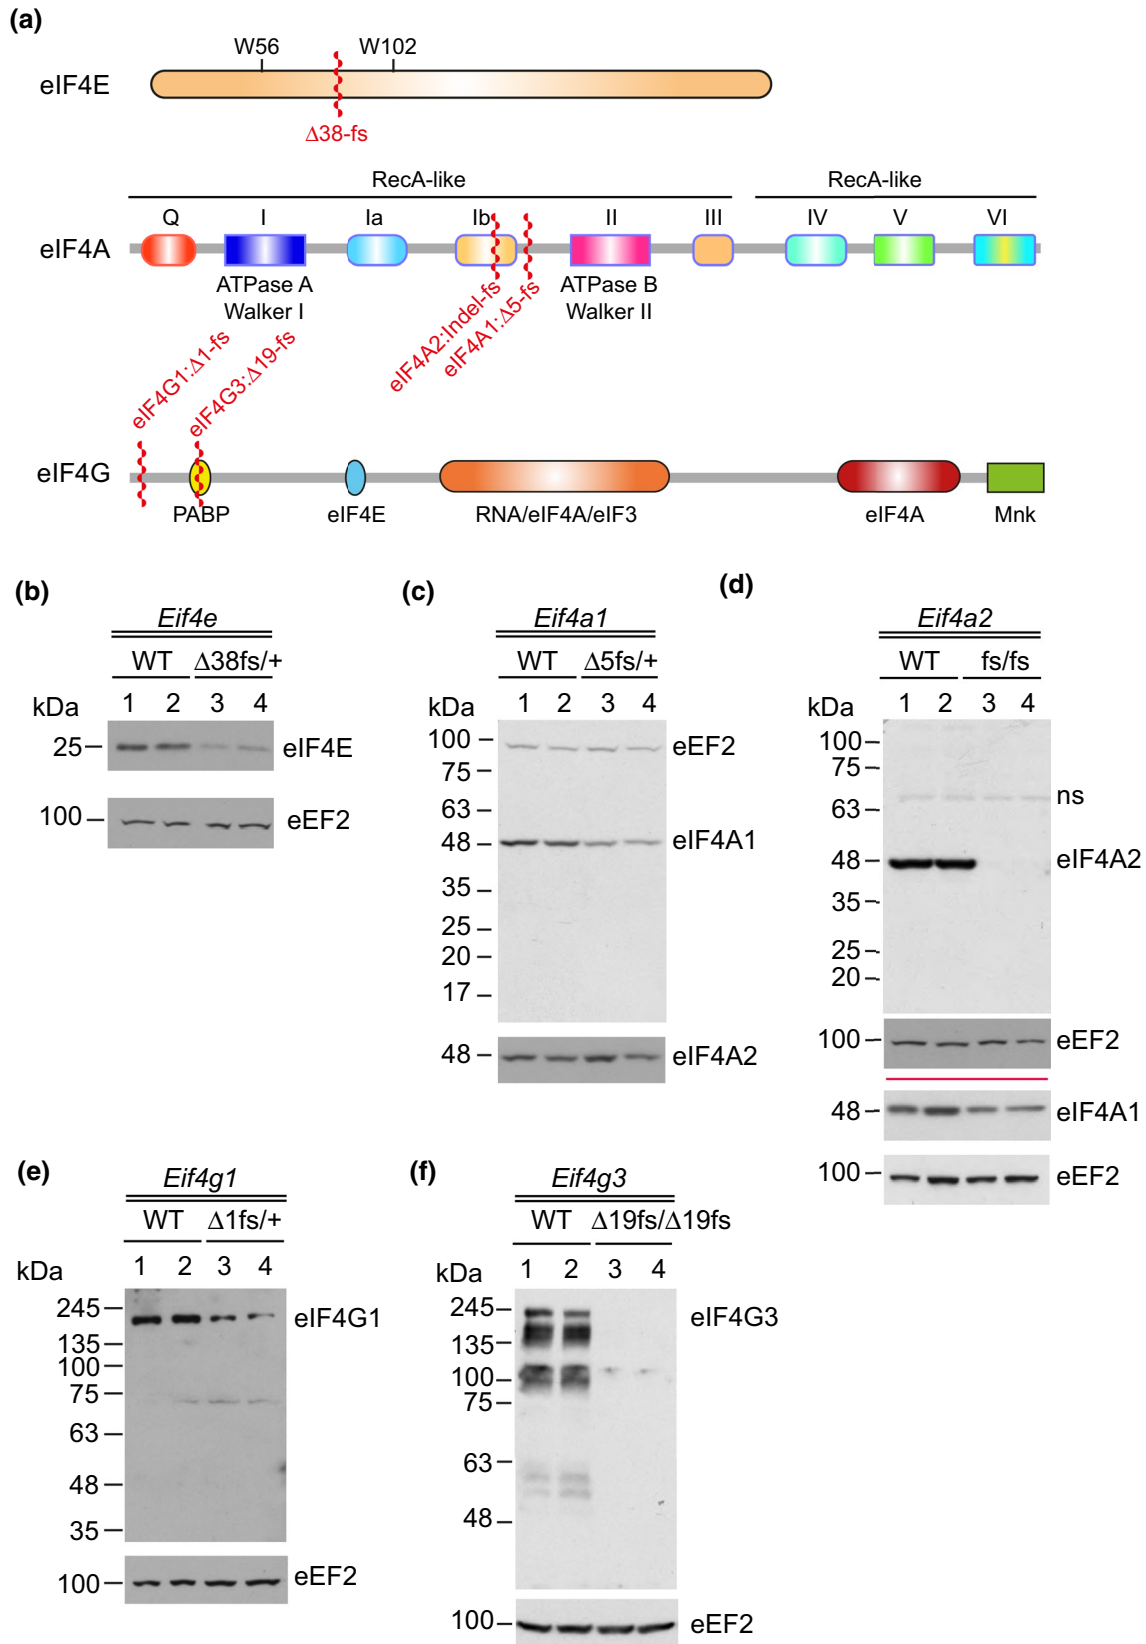 (a)
W56 W102
eIF4E
Δ38-fs
RecA-like RecA-like
Q I Ia Ib II III IV V VI
eIF4A
ATPase A ATPase B
Walker I Walker II
eIF4A2:Indel-fs
eIF4A1:Δ5-fs
eIF4G1:Δ1-fs
eIF4G3:Δ19-fs
eIF4G
PABP eIF4E RNA/eIF4A/eIF3 eIF4A Mnk
(b)
Eif4e
WT Δ38fs/+
kDa 1 2 3 4
25 eIF4E
100 eEF2
(c)
Eif4a1
WT Δ5fs/+
kDa 1 2 3 4
100 eEF2
75
63
48 eIF4A1
35
25
20
17
48 eIF4A2
(d)
Eif4a2
WT fs/fs
kDa 1 2 3 4
100
75
ns
63
48 eIF4A2
35
25
20
100 eEF2
48 eIF4A1
100 eEF2
(e)
Eif4g1
WT Δ1fs/+
kDa 1 2 3 4
245 eIF4G1
135
100
75
63
48
35
100 eEF2
(f)
Eif4g3
WT Δ19fs/Δ19fs
kDa 1 2 3 4
245 eIF4G3
135
100
75
63
48
100 eEF2